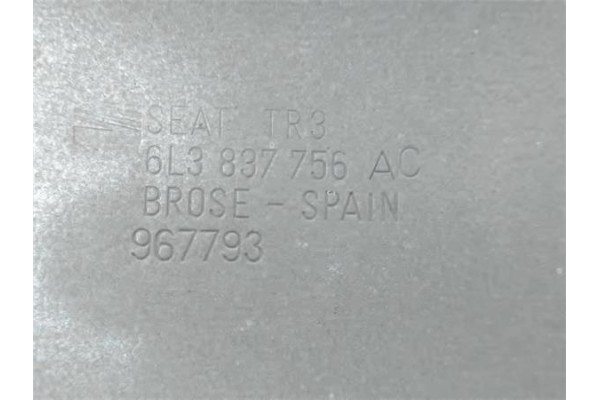 SEAT TR3
6L3 837 756 AC
BROSE - SPAIN
967793